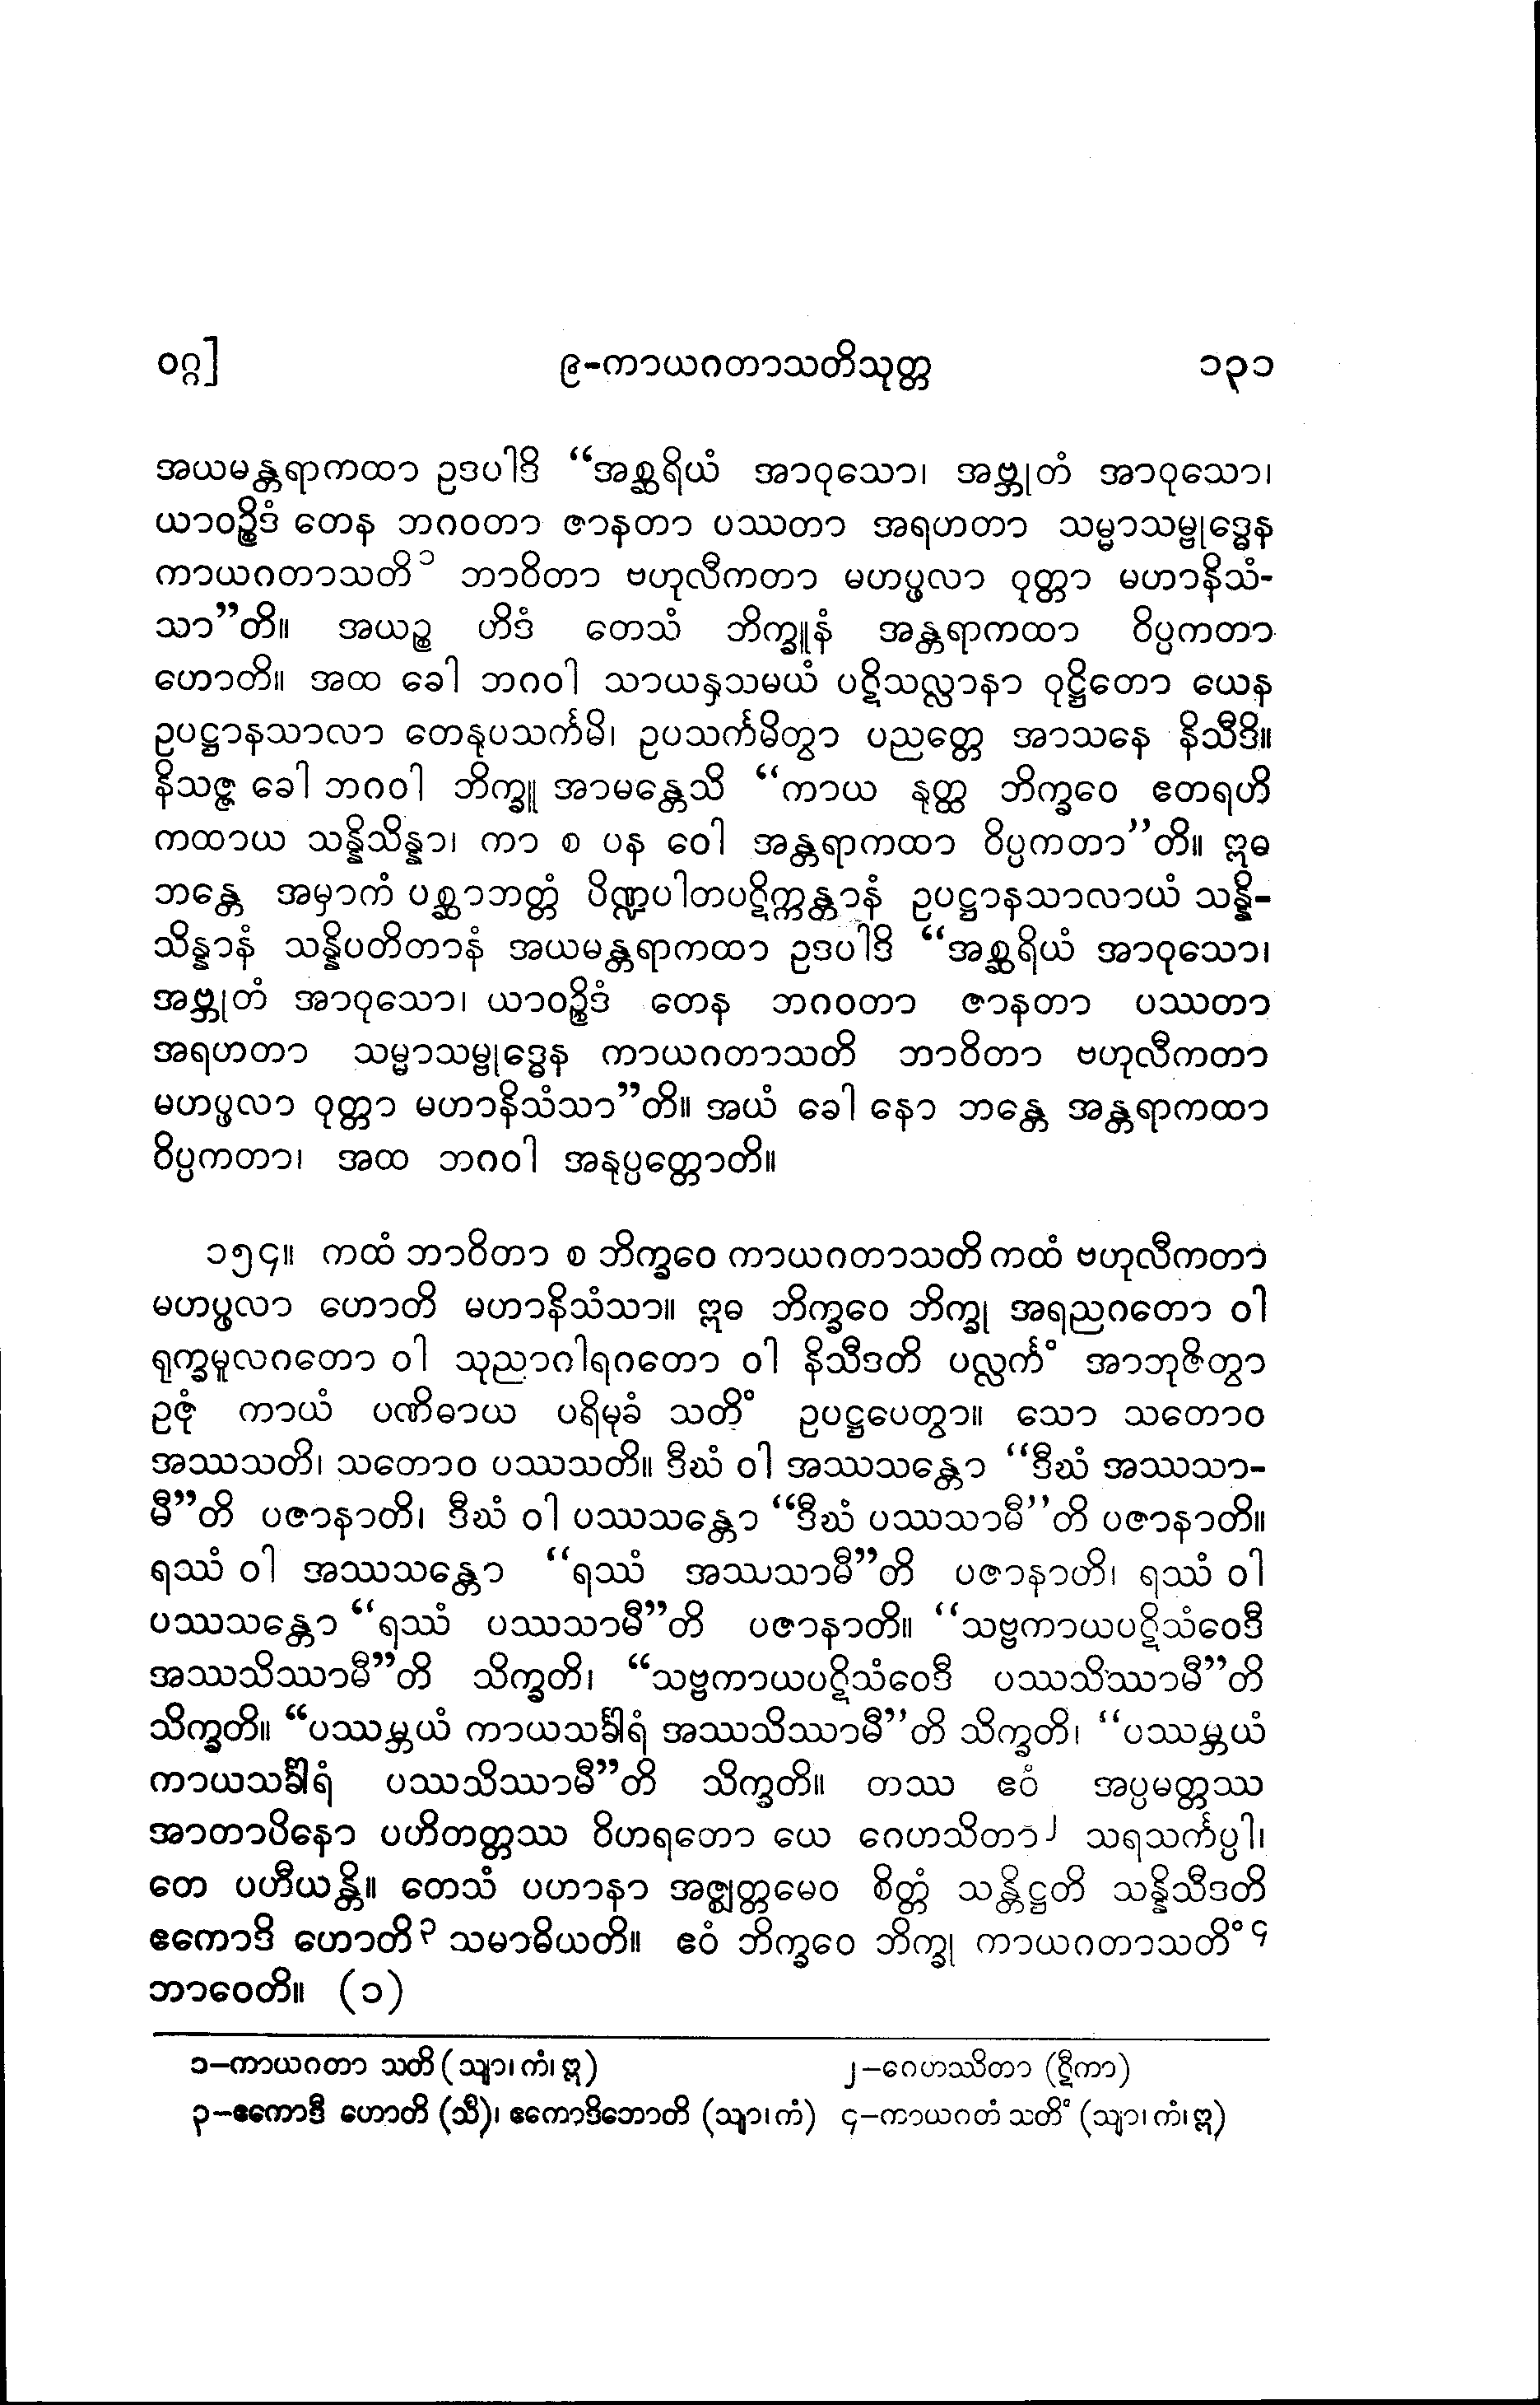 ဝဂ္ဂ] ၉-ကာယဂတာသတိသုတ္တ ၁၃၁
အယမန္တရာကထာ ဥဒပါဒိ “အစ္ဆရိယံ အာဝုသော၊ အဗ္ဘုတံ အာဝုသော၊
ယာဝဉ္စိဒံ တေန ဘဂဝတာ ဇာနတာ ပဿတာ အရဟတာ သမ္မာသမ္ဗုဒ္ဓေန
ကာယဂတာသတိ၁ ဘာဝိတာ ဗဟုလီကတာ မဟပ္ဖလာ ဝုတ္တာ မဟာနိသံ-
သာ”တိ။ အယဉ္စ ဟိဒံ တေသံ ဘိက္ခူနံ အန္တရာကထာ ဝိပ္ပကတာ
ဟောတိ။ အထ ခေါ ဘဂဝါ သာယနှသမယံ ပဋိသလ္လာနာ ဝုဋ္ဌိတော ယေန
ဥပဋ္ဌာနသာလာ တေနုပသင်္ကမိ၊ ဥပသင်္ကမိတွာ ပညတ္တေ အာသနေ နိသီဒိ။
နိသဇ္ဇ ခေါ ဘဂဝါ ဘိက္ခူ အာမန္တေသိ “ကာယ နုတ္ထ ဘိက္ခဝေ ဧတရဟိ
ကထာယ သန္နိသိန္နာ၊ ကာ စ ပန ဝေါ အန္တရာကထာ ဝိပ္ပကတာ”တိ။ ဣဓ
ဘန္တေ အမှာကံ ပစ္ဆာဘတ္တံ ပိဏ္ဍပါတပဋိက္ကန္တာနံ ဥပဋ္ဌာနသာလာယံ သန္နိ-
သိန္နာနံ သန္နိပတိတာနံ အယမန္တရာကထာ ဥဒပါဒိ “အစ္ဆရိယံ အာဝုသော၊
အဗ္ဘုတံ အာဝုသော၊ ယာဝဉ္စိဒံ တေန ဘဂဝတာ ဇာနတာ ပဿတာ
အရဟတာ သမ္မာသမ္ဗုဒ္ဓေန ကာယဂတာသတိ ဘာဝိတာ ဗဟုလီကတာ
မဟပ္ဖလာ ဝုတ္တာ မဟာနိသံသာ”တိ။ အယံ ခေါ နော ဘန္တေ အန္တရာကထာ
ဝိပ္ပကတာ၊ အထ ဘဂဝါ အနုပ္ပတ္တောတိ။
၁၅၄။ ကထံ ဘာဝိတာ စ ဘိက္ခဝေ ကာယဂတာသတိ ကထံ ဗဟုလီကတာ
မဟပ္ဖလာ ဟောတိ မဟာနိသံသာ။ ဣဓ ဘိက္ခဝေ ဘိက္ခု အရညဂတော ဝါ
ရုက္ခမူလဂတော ဝါ သုညာဂါရဂတော ဝါ နိသီဒတိ ပလ္လင်္ကံ အာဘုဇိတွာ
ဥဇုံ ကာယံ ပဏိဓာယ ပရိမုခံ သတိံ ဥပဋ္ဌပေတွာ။ သော သတောဝ
အဿသတိ၊ သတောဝ ပဿသတိ။ ဒီဃံ ဝါ အဿသန္တော “ဒီဃံ အဿသာ-
မီ”တိ ပဇာနာတိ၊ ဒီဃံ ဝါ ပဿသန္တော “ဒီဃံ ပဿသာမီ”တိ ပဇာနာတိ။
ရဿံ ဝါ အဿသန္တော “ရဿံ အဿသာမီ”တိ ပဇာနာတိ၊ ရဿံ ဝါ
ပဿသန္တော “ရဿံ ပဿသာမီ”တိ ပဇာနာတိ။ “သဗ္ဗကာယပဋိသံဝေဒီ
အဿသိဿာမီ”တိ သိက္ခတိ၊ “သဗ္ဗကာယပဋိသံဝေဒီ ပဿသိဿာမီ”တိ
သိက္ခတိ။ “ပဿမ္ဘယံ ကာယသင်္ခါရံ အဿသိဿာမီ”တိ သိက္ခတိ၊ “ပဿမ္ဘယံ
ကာယသင်္ခါရံ ပဿသိဿာမီ”တိ သိက္ခတိ။ တဿ ဧဝံ အပ္ပမတ္တဿ
အာတာပိနော ပဟိတတ္တဿ ဝိဟရတော ယေ ဂေဟသိတာ၂ သရသင်္ကပ္ပါ၊
တေ ပဟီယန္တိ။ တေသံ ပဟာနာ အဇ္ဈတ္တမေဝ စိတ္တံ သန္တိဋ္ဌတိ သန္နိသီဒတိ
ဧကောဒိ ဟောတိ၃ သမာဓိယတိ။ ဧဝံ ဘိက္ခဝေ ဘိက္ခု ကာယဂတာသတိံ၄
ဘာဝေတိ။ (၁)
၁–ကာယဂတာ သတိ (သျာ၊ ကံ၊ ဣ) ၂–ဂေဟဿိတာ (ဋီကာ)
၃–ဧကောဒီ ဟောတိ (သီ)၊ ဧကောဒိဘောတိ (သျာ၊ ကံ) ၄–ကာယဂတံ သတိံ (သျာ၊ ကံ၊ ဣ)